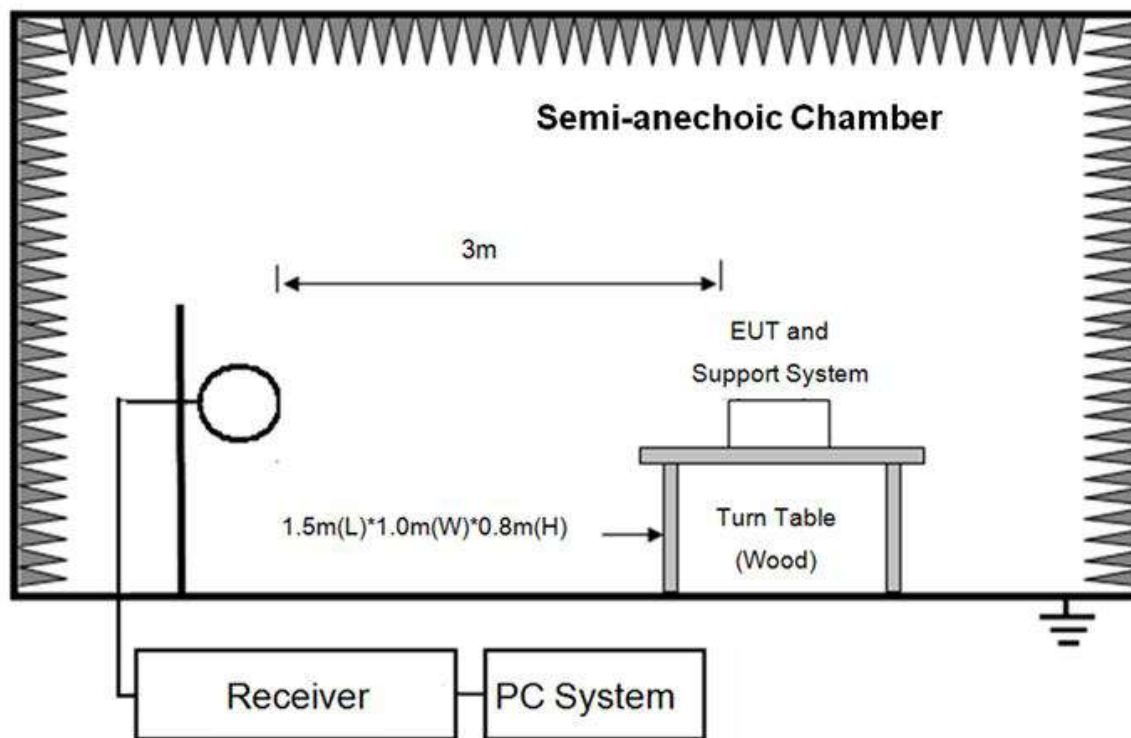 Semi-anechoic Chamber
3m
EUT and
Support System
1.5m(L)*1.0m(W)*0.8m(H)
Turn Table
(Wood)
Receiver
PC System